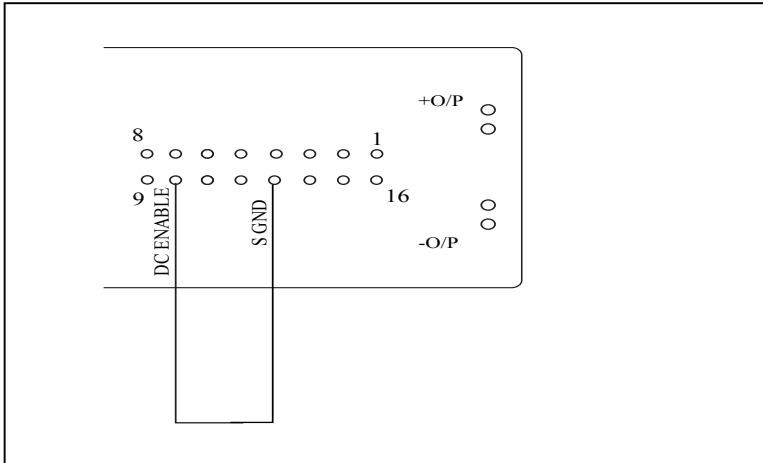 +O/P
8
1
9
16
DC ENABLE
S GND
-O/P